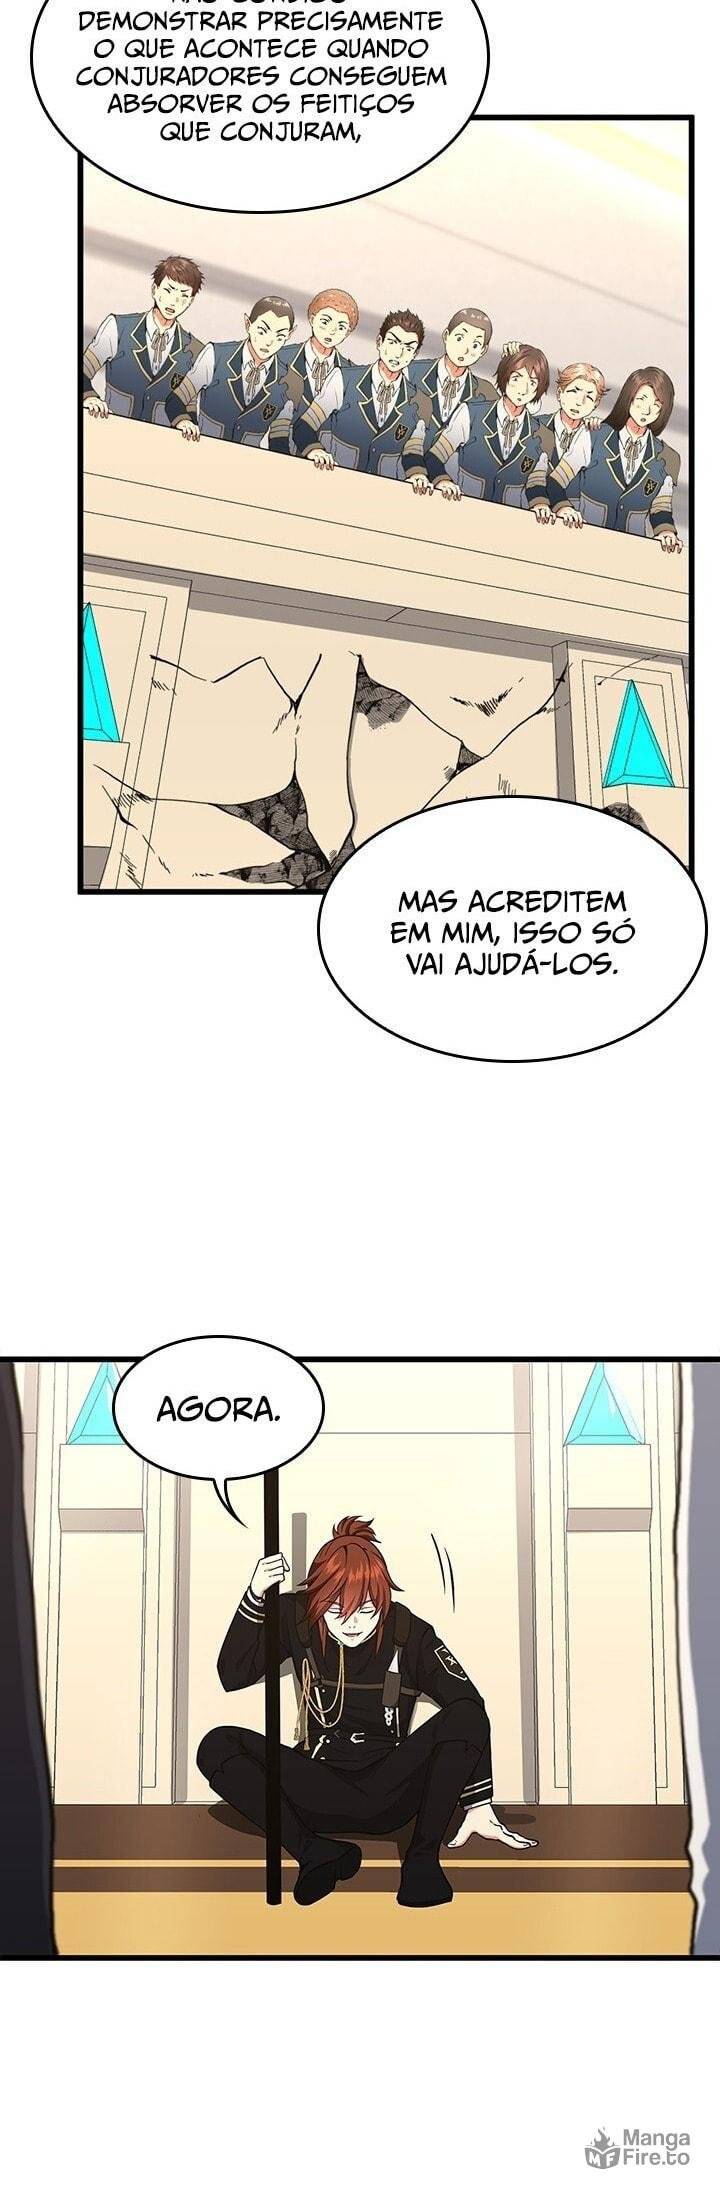 DEMONSTRAR PRECISAMENTE
O QUE ACONTECE QUANDO
CONJURADORES CONSEGUEM
ABSORVER OS FEITIÇOS
QUE CONJURAM,
MAS ACREDITEM
EM MIM, ISSO SÓ
VAI AJUDÁ-LOS.
AGORA.
Manga
MF Fire.to